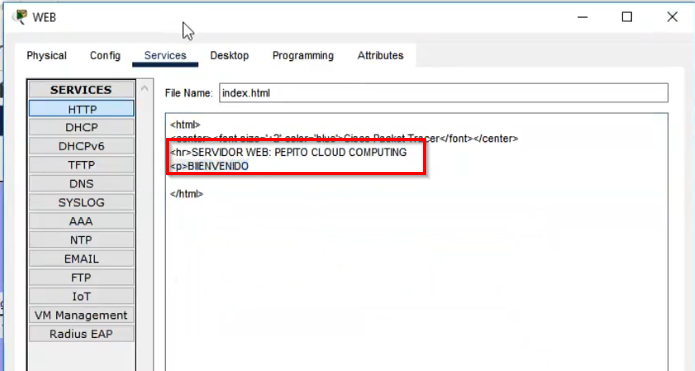 WEB
Physical Config Services Desktop Programming Attributes
SERVICES
HTTP
DHCP
DHCPv6
TFTP
DNS
SYSLOG
AAA
NTP
EMAIL
FTP
IoT
VM Management
Radius EAP
File Name: index.html
<html>
<center><font size='+2' color='blue'>Cisco Packet Tracer</font></center>
<hr>SERVIDOR WEB: PEPITO CLOUD COMPUTING
<p>BIIENVENIDO
</html>